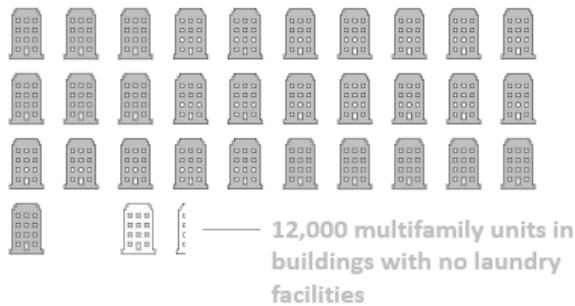 12,000 multifamily units in
buildings with no laundry
facilities